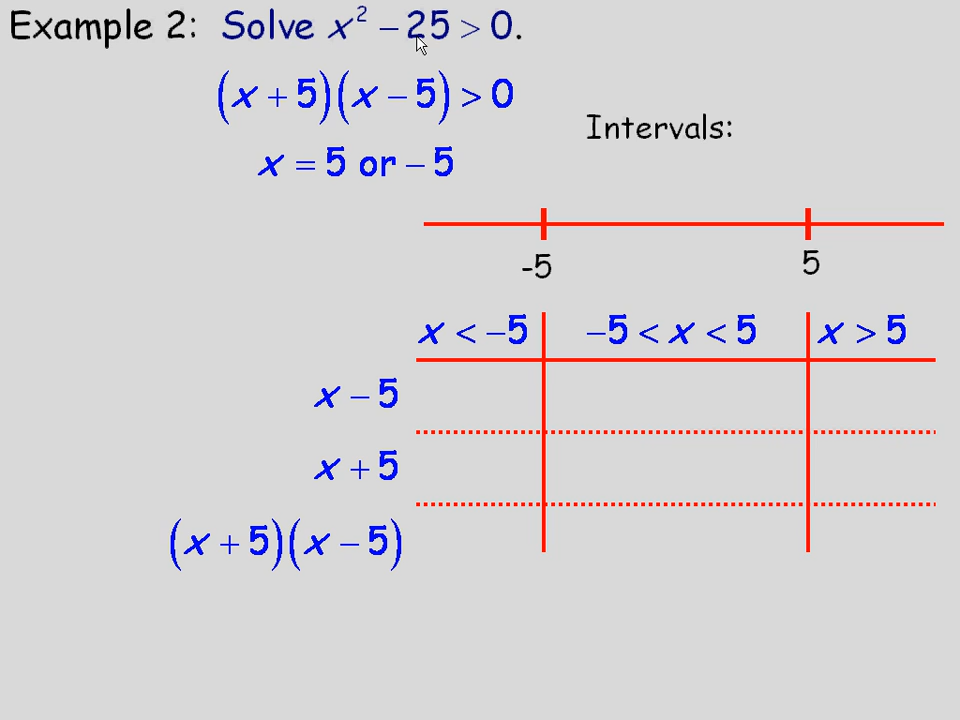 Example 2: Solve x² − 25 > 0.
(x + 5)(x − 5) > 0
Intervals:
x = 5 or − 5
-5 5
x < −5 −5 < x < 5 x > 5
x − 5
x + 5
(x + 5)(x − 5)